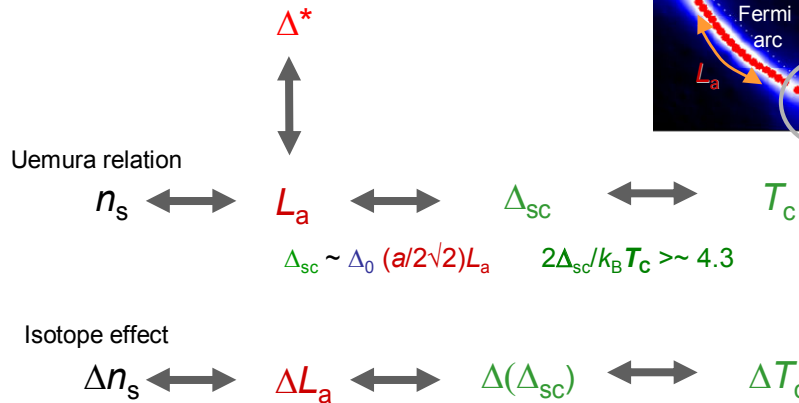 Δ*
Fermi
arc
Lₐ
Uemura relation
nₛ Lₐ Δsc Tc
Δsc ~ Δ₀ (a/2√2)Lₐ 2Δsc/kBTc >~ 4.3
Isotope effect
Δnₛ ΔLₐ Δ(Δsc) ΔTc